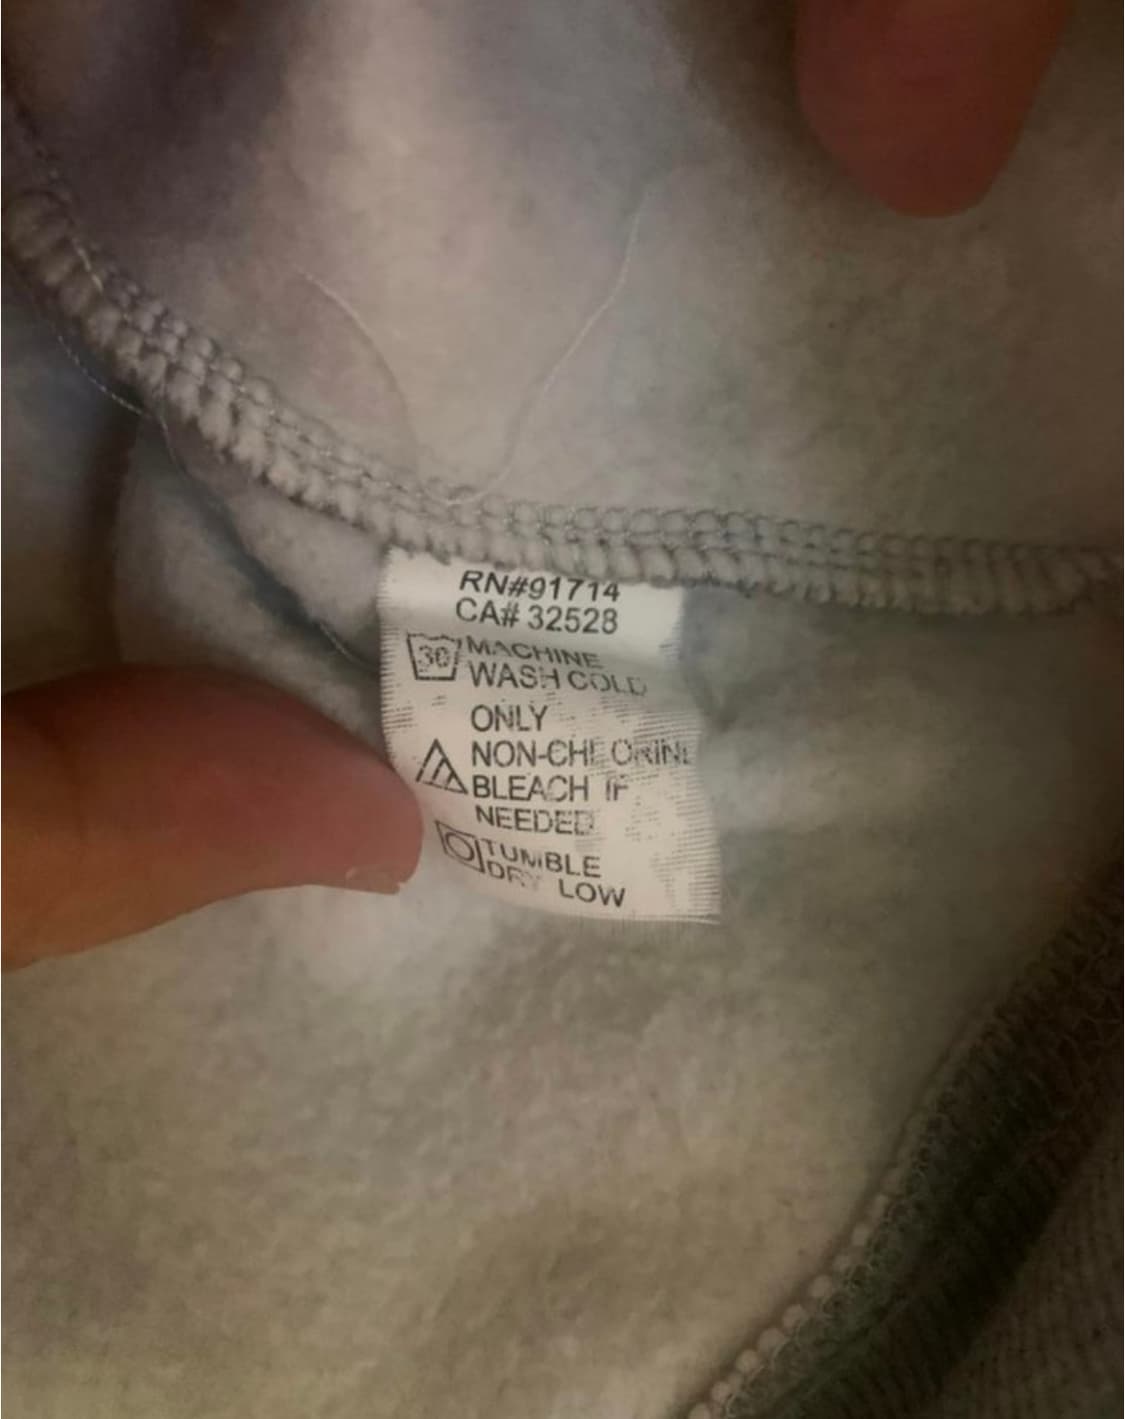 RN#91714
CA# 32528
30 MACHINE
WASH COLD
ONLY
NON-CHLORINE
BLEACH IF
NEEDED
TUMBLE
DRY LOW